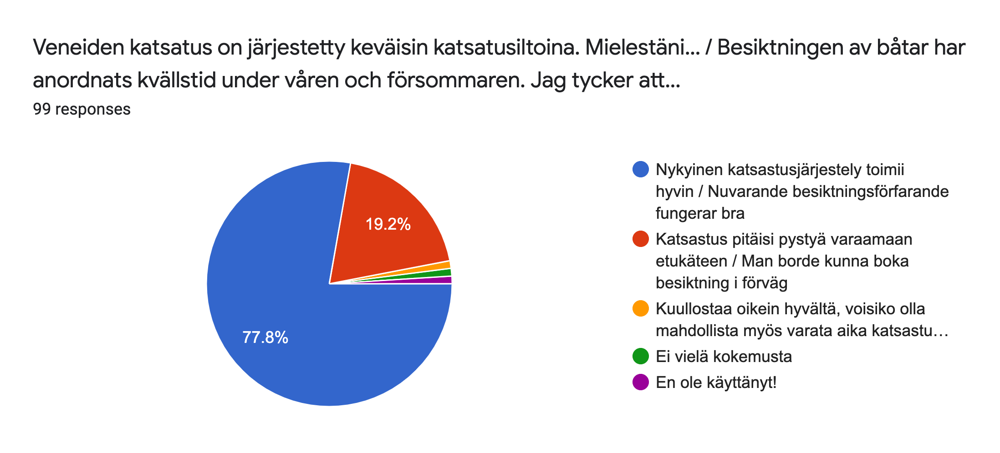 Veneiden katsatus on järjestetty keväisin katsatusiltoina. Mielestäni... / Besiktningen av båtar har
anordnats kvällstid under våren och försommaren. Jag tycker att...
99 responses
19.2%
77.8%
Nykyinen katsastusjärjestely toimii
hyvin / Nuvarande besiktningsförfarande
fungerar bra
Katsastus pitäisi pystyä varaamaan
etukäteen / Man borde kunna boka
besiktning i förväg
Kuullostaa oikein hyvältä, voisiko olla
mahdollista myös varata aika katsastu…
Ei vielä kokemusta
En ole käyttänyt!